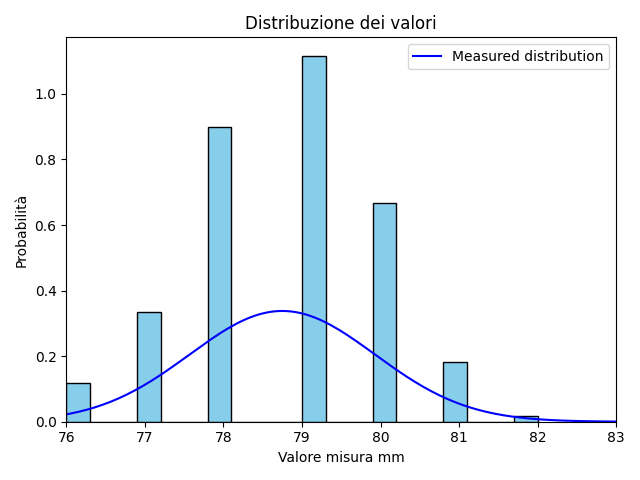 Distribuzione dei valori
Measured distribution
Probabilità
1.0
0.8
0.6
0.4
0.2
0.0
76 77 78 79 80 81 82 83
Valore misura mm